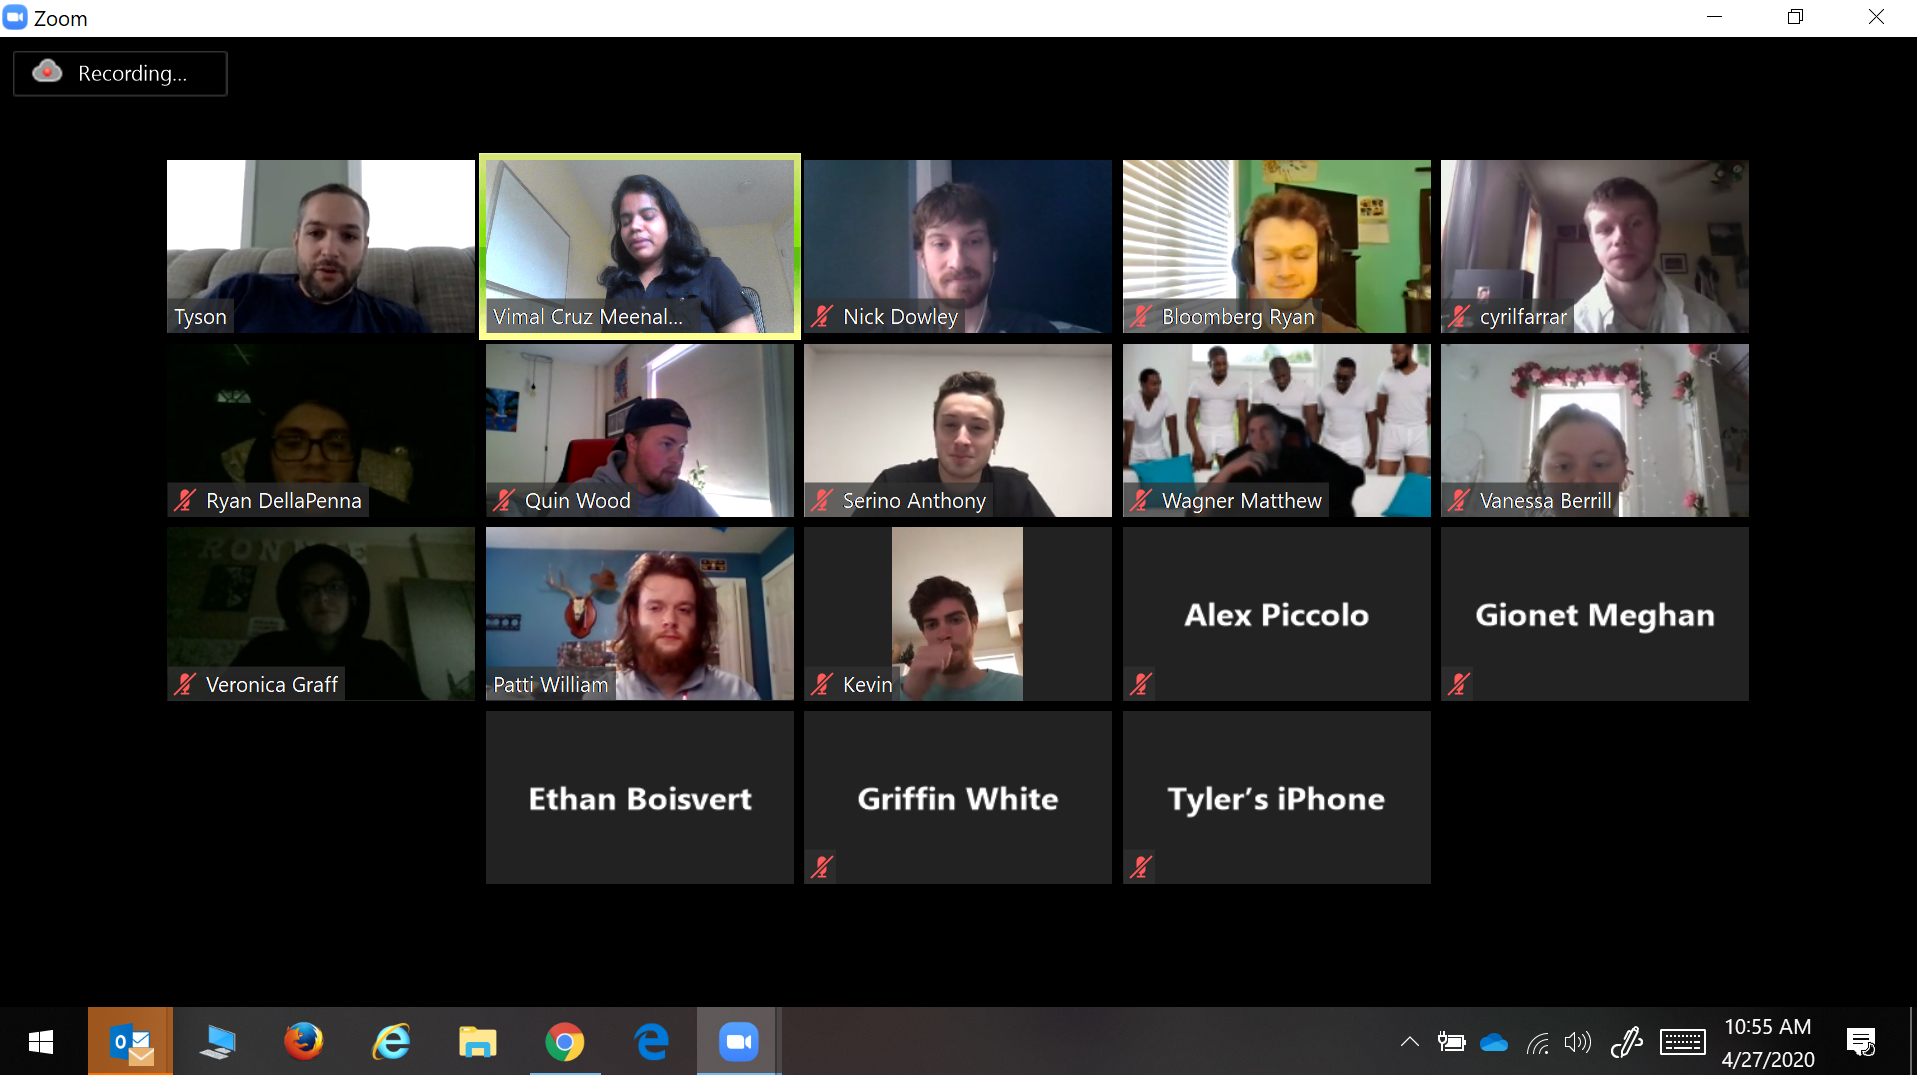 Zoom
Recording...
Tyson
Vimal Cruz Meenal...
Nick Dowley
Bloomberg Ryan
cyrilfarrar
Ryan DellaPenna
Quin Wood
Serino Anthony
Wagner Matthew
Vanessa Berrill
RONNIE
Veronica Graff
Patti William
Kevin
Alex Piccolo
Gionet Meghan
Ethan Boisvert
Griffin White
Tyler's iPhone
10:55 AM
4/27/2020